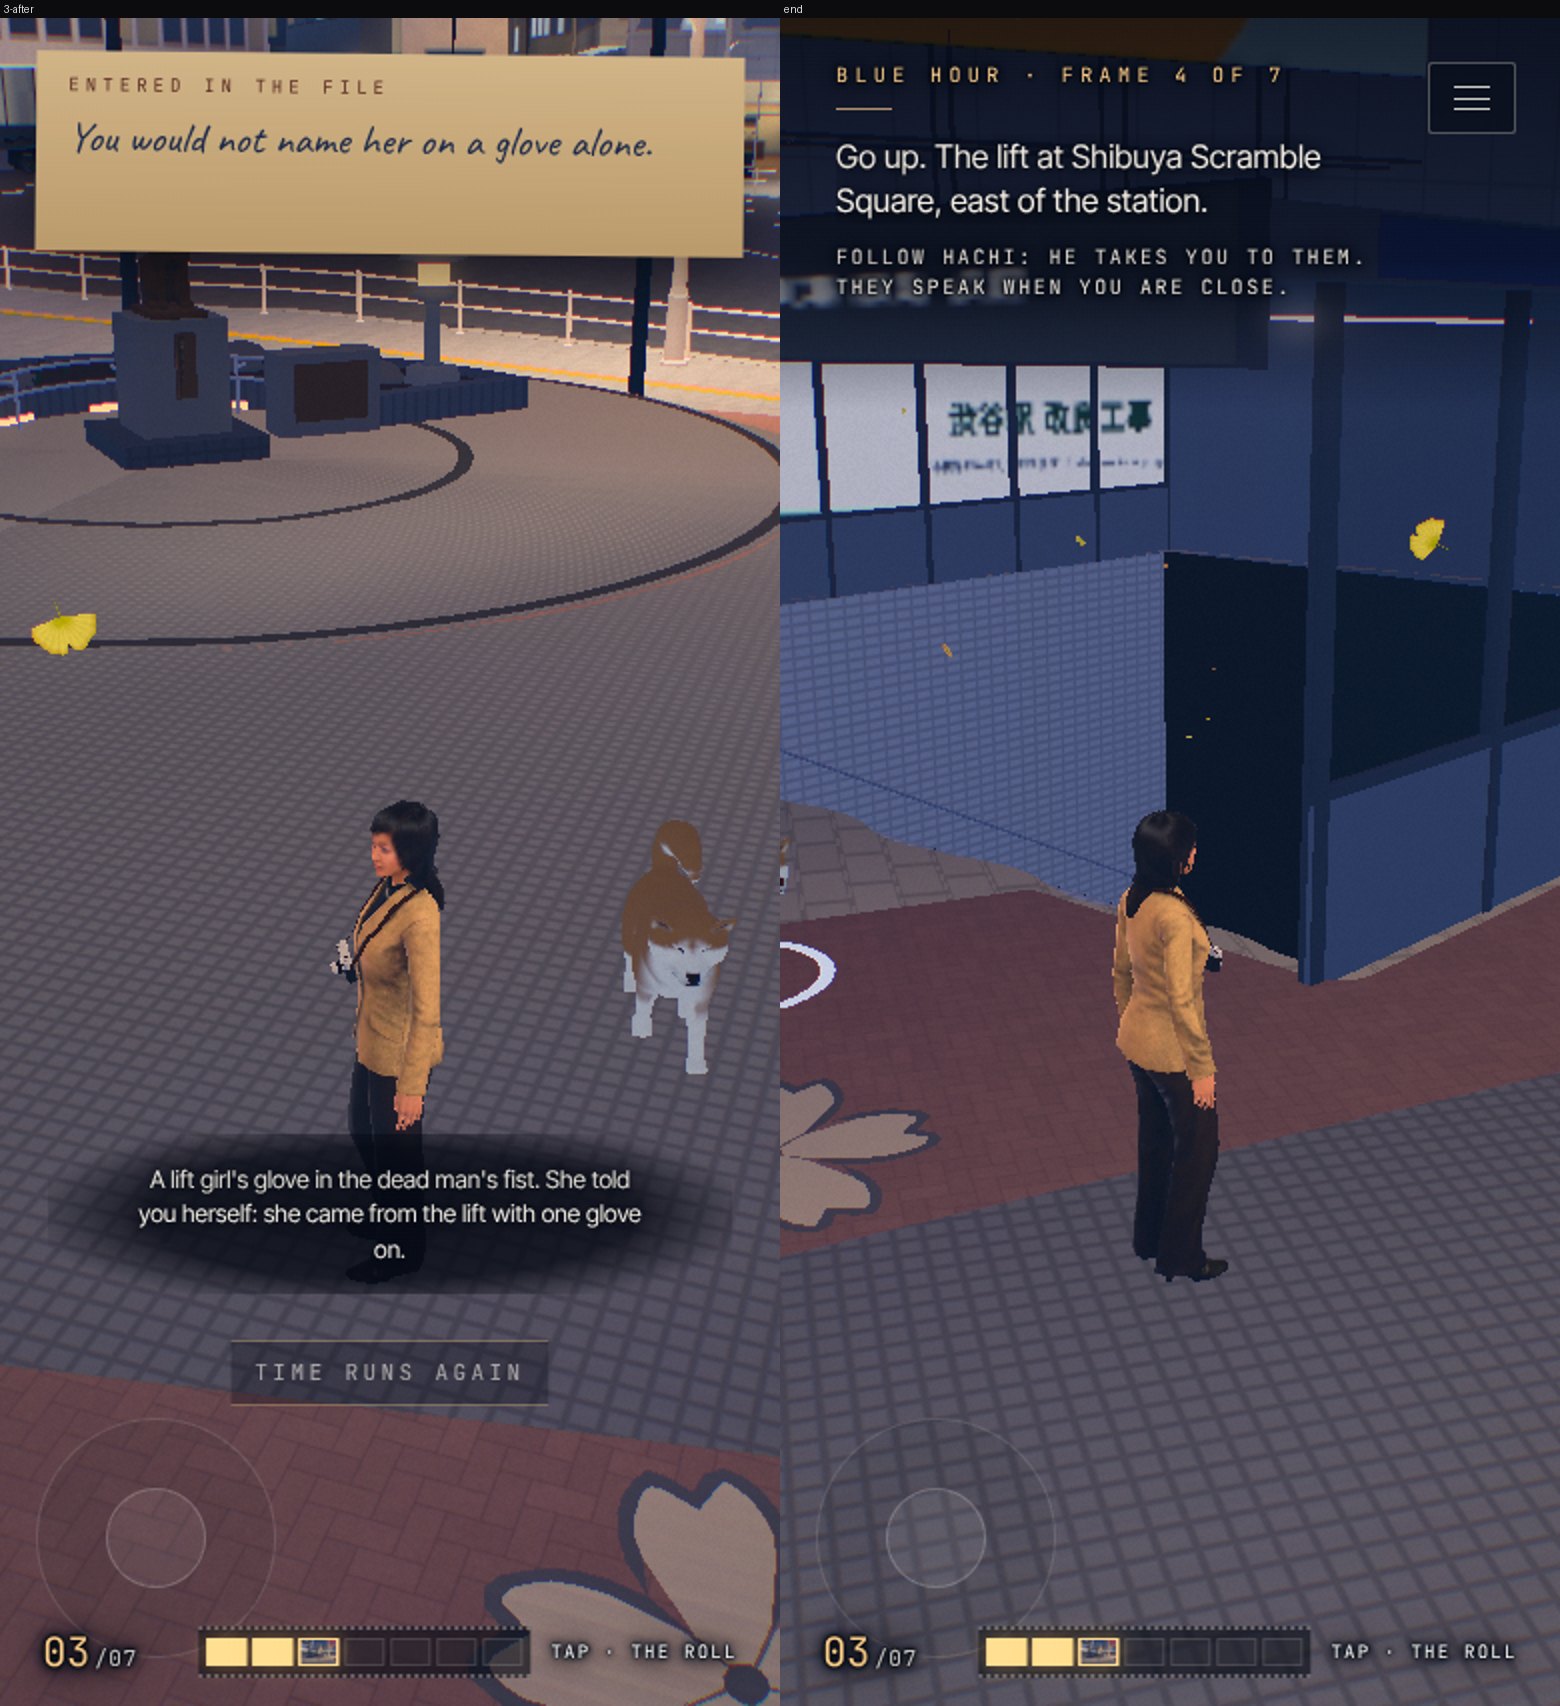 3-after
ENTERED IN THE FILE
You would not name her on a glove alone.
A lift girl's glove in the dead man's fist. She told
you herself: she came from the lift with one glove
on.
TIME RUNS AGAIN
03/07
TAP · THE ROLL
end
BLUE HOUR · FRAME 4 OF 7
Go up. The lift at Shibuya Scramble
Square, east of the station.
FOLLOW HACHI: HE TAKES YOU TO THEM.
THEY SPEAK WHEN YOU ARE CLOSE.
渋谷駅 改良工事
03/07
TAP · THE ROLL